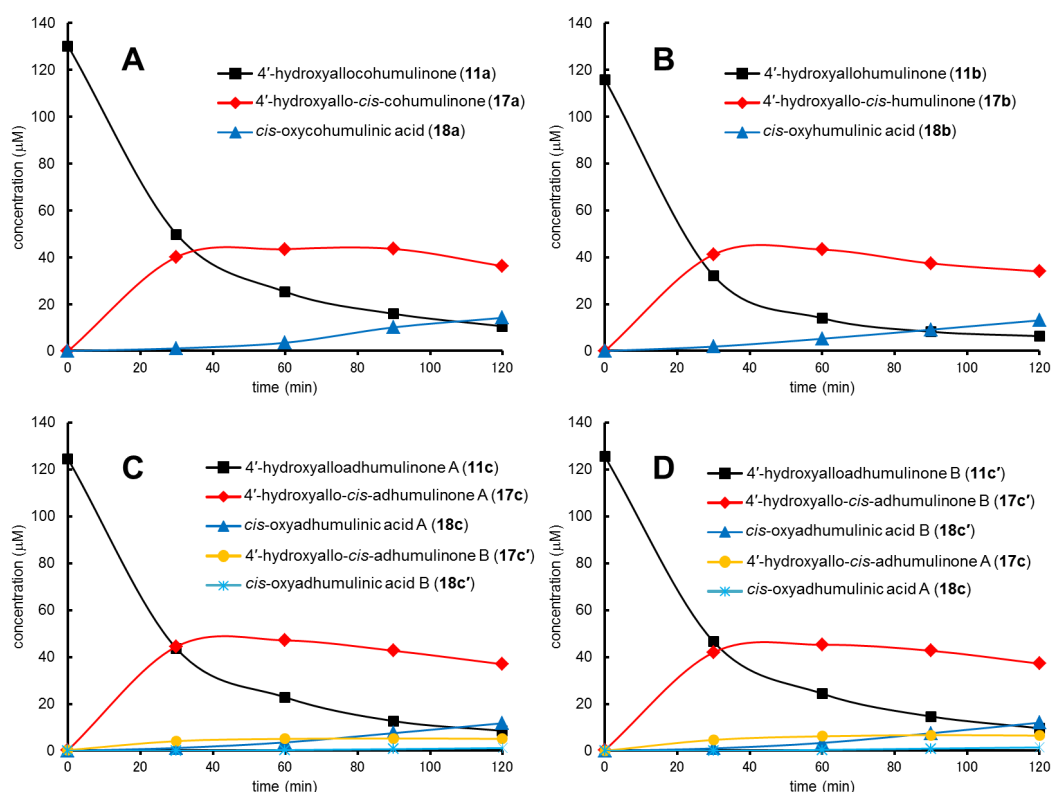 A
4′-hydroxyallocohumulinone (11a)
4′-hydroxyallo-cis-cohumulinone (17a)
cis-oxycohumulinic acid (18a)
concentration (µM)
140
120
100
80
60
40
20
0
0 20 40 60 80 100 120
time (min)
B
4′-hydroxyallohumulinone (11b)
4′-hydroxyallo-cis-humulinone (17b)
cis-oxyhumulinic acid (18b)
concentration (µM)
140
120
100
80
60
40
20
0
0 20 40 60 80 100 120
time (min)
C
4′-hydroxyalloadhumulinone A (11c)
4′-hydroxyallo-cis-adhumulinone A (17c)
cis-oxyadhumulinic acid A (18c)
4′-hydroxyallo-cis-adhumulinone B (17c′)
cis-oxyadhumulinic acid B (18c′)
concentration (µM)
140
120
100
80
60
40
20
0
0 20 40 60 80 100 120
time (min)
D
4′-hydroxyalloadhumulinone B (11c′)
4′-hydroxyallo-cis-adhumulinone B (17c′)
cis-oxyadhumulinic acid B (18c′)
4′-hydroxyallo-cis-adhumulinone A (17c)
cis-oxyadhumulinic acid A (18c)
concentration (µM)
140
120
100
80
60
40
20
0
0 20 40 60 80 100 120
time (min)